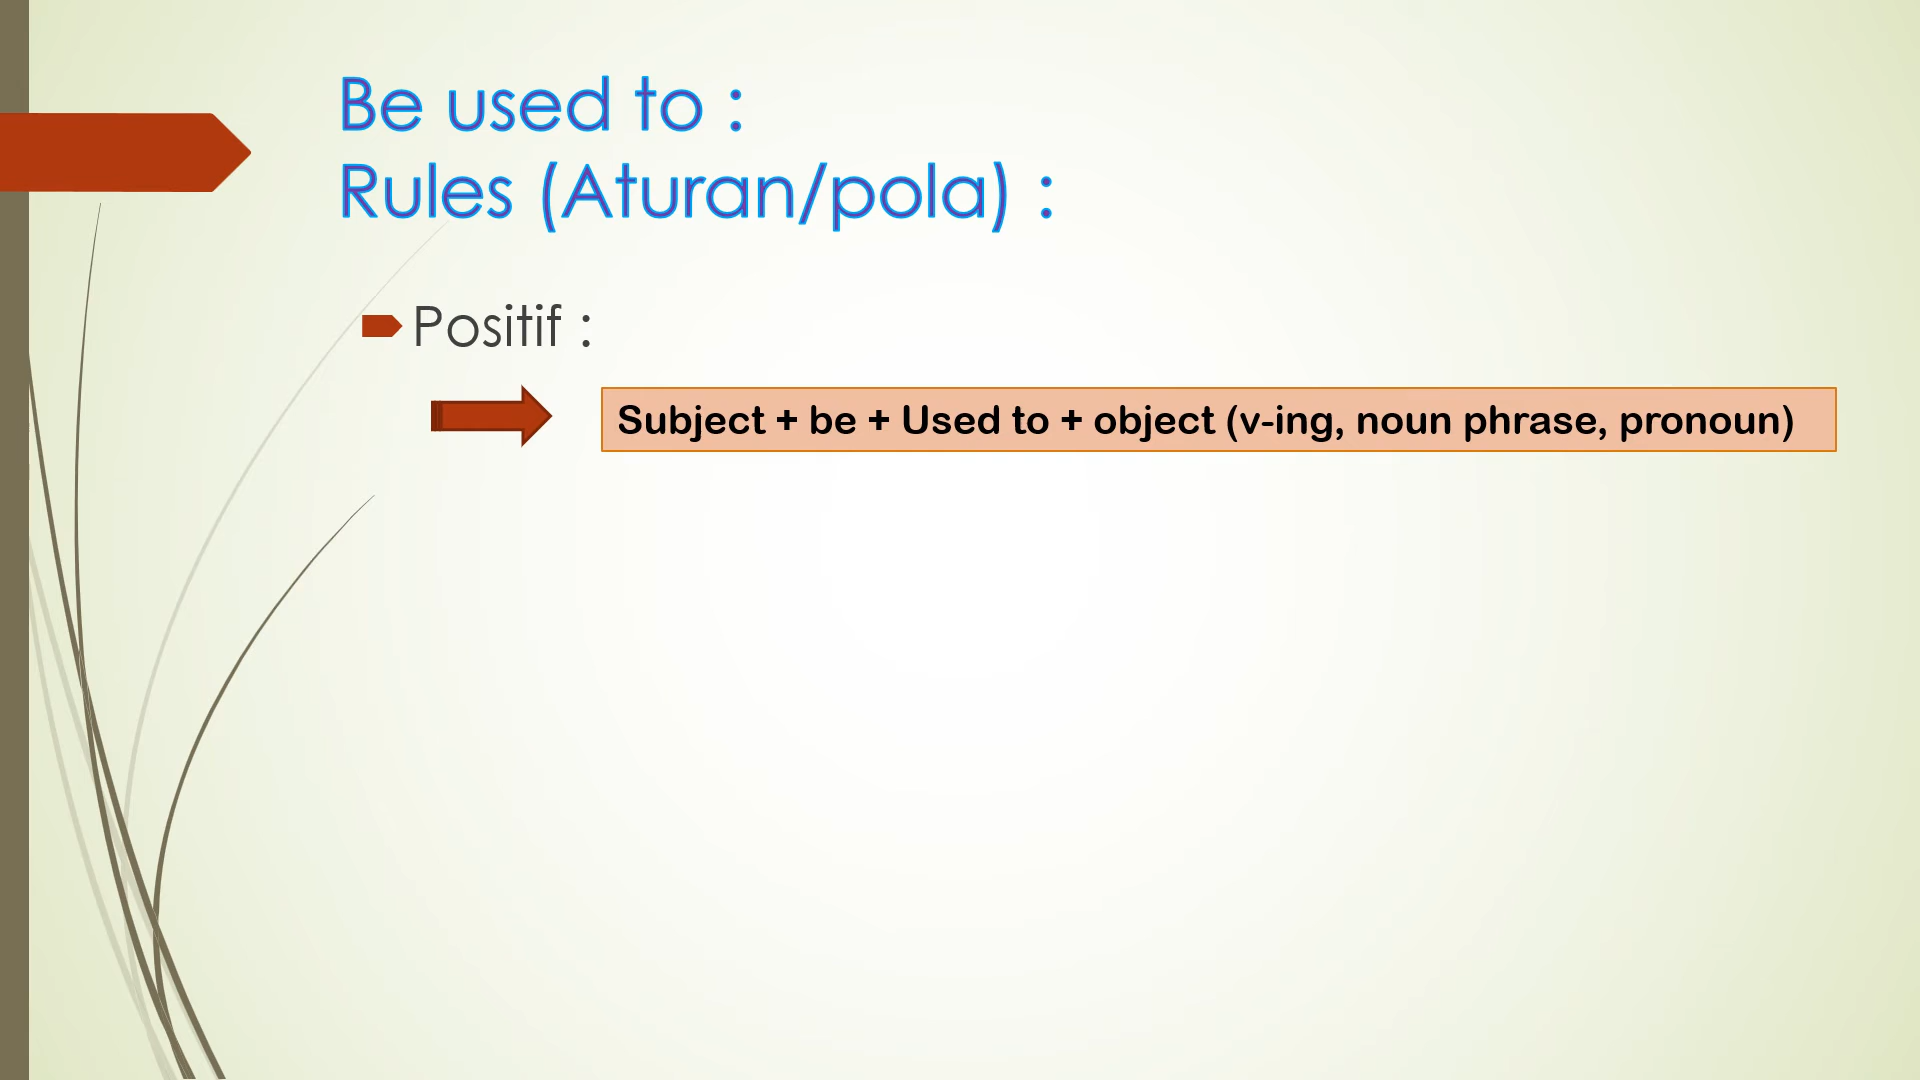 Be used to :
Rules (Aturan/pola) :
Positif :
Subject + be + Used to + object (v-ing, noun phrase, pronoun)